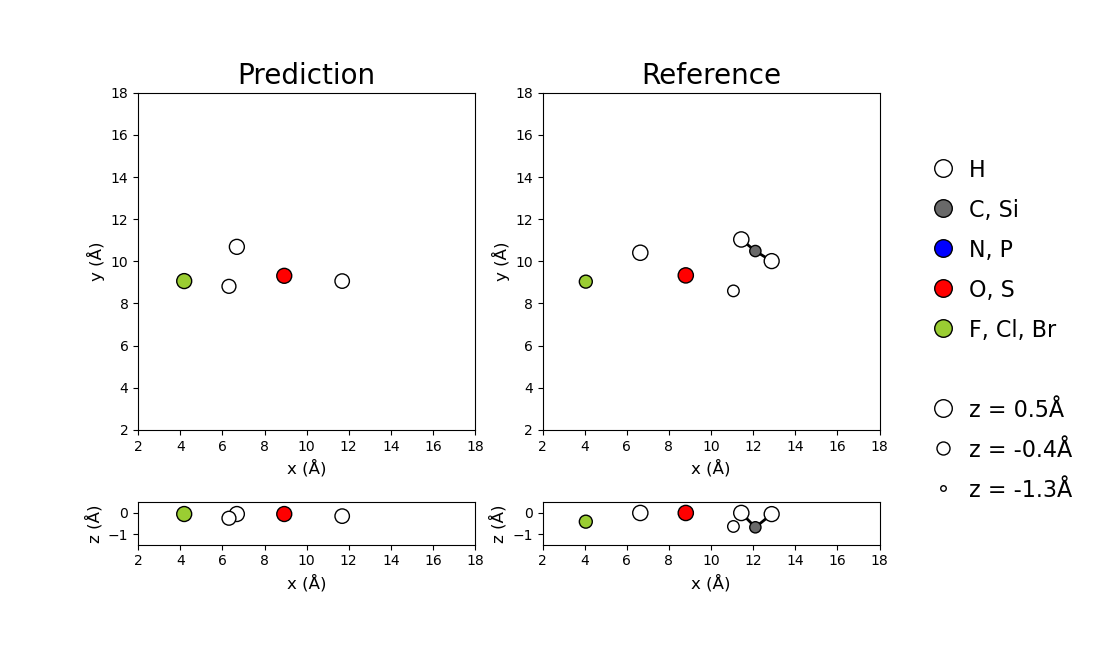 Prediction
Reference
18
16
14
12
10
8
6
4
2
y (Å)
2 4 6 8 10 12 14 16 18
x (Å)
18
16
14
12
10
8
6
4
2
y (Å)
2 4 6 8 10 12 14 16 18
x (Å)
0
−1
z (Å)
2 4 6 8 10 12 14 16 18
x (Å)
0
−1
z (Å)
2 4 6 8 10 12 14 16 18
x (Å)
H
C, Si
N, P
O, S
F, Cl, Br
z = 0.5Å
z = -0.4Å
z = -1.3Å